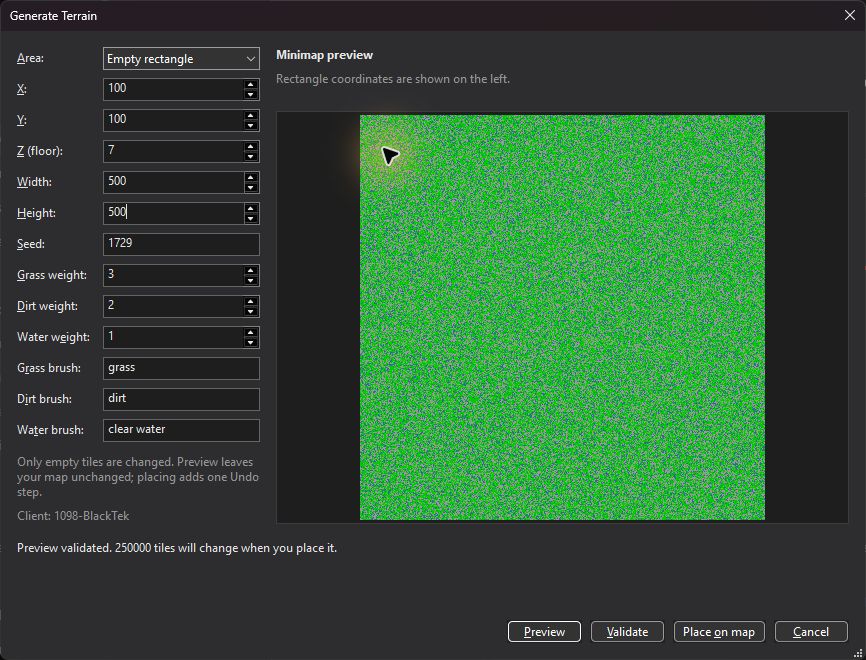 Generate Terrain
Area: Empty rectangle
X: 100
Y: 100
Z (floor): 7
Width: 500
Height: 500
Seed: 1729
Grass weight: 3
Dirt weight: 2
Water weight: 1
Grass brush: grass
Dirt brush: dirt
Water brush: clear water
Only empty tiles are changed. Preview leaves
your map unchanged; placing adds one Undo
step.
Client: 1098-BlackTek
Minimap preview
Rectangle coordinates are shown on the left.
Preview validated. 250000 tiles will change when you place it.
Preview Validate Place on map Cancel